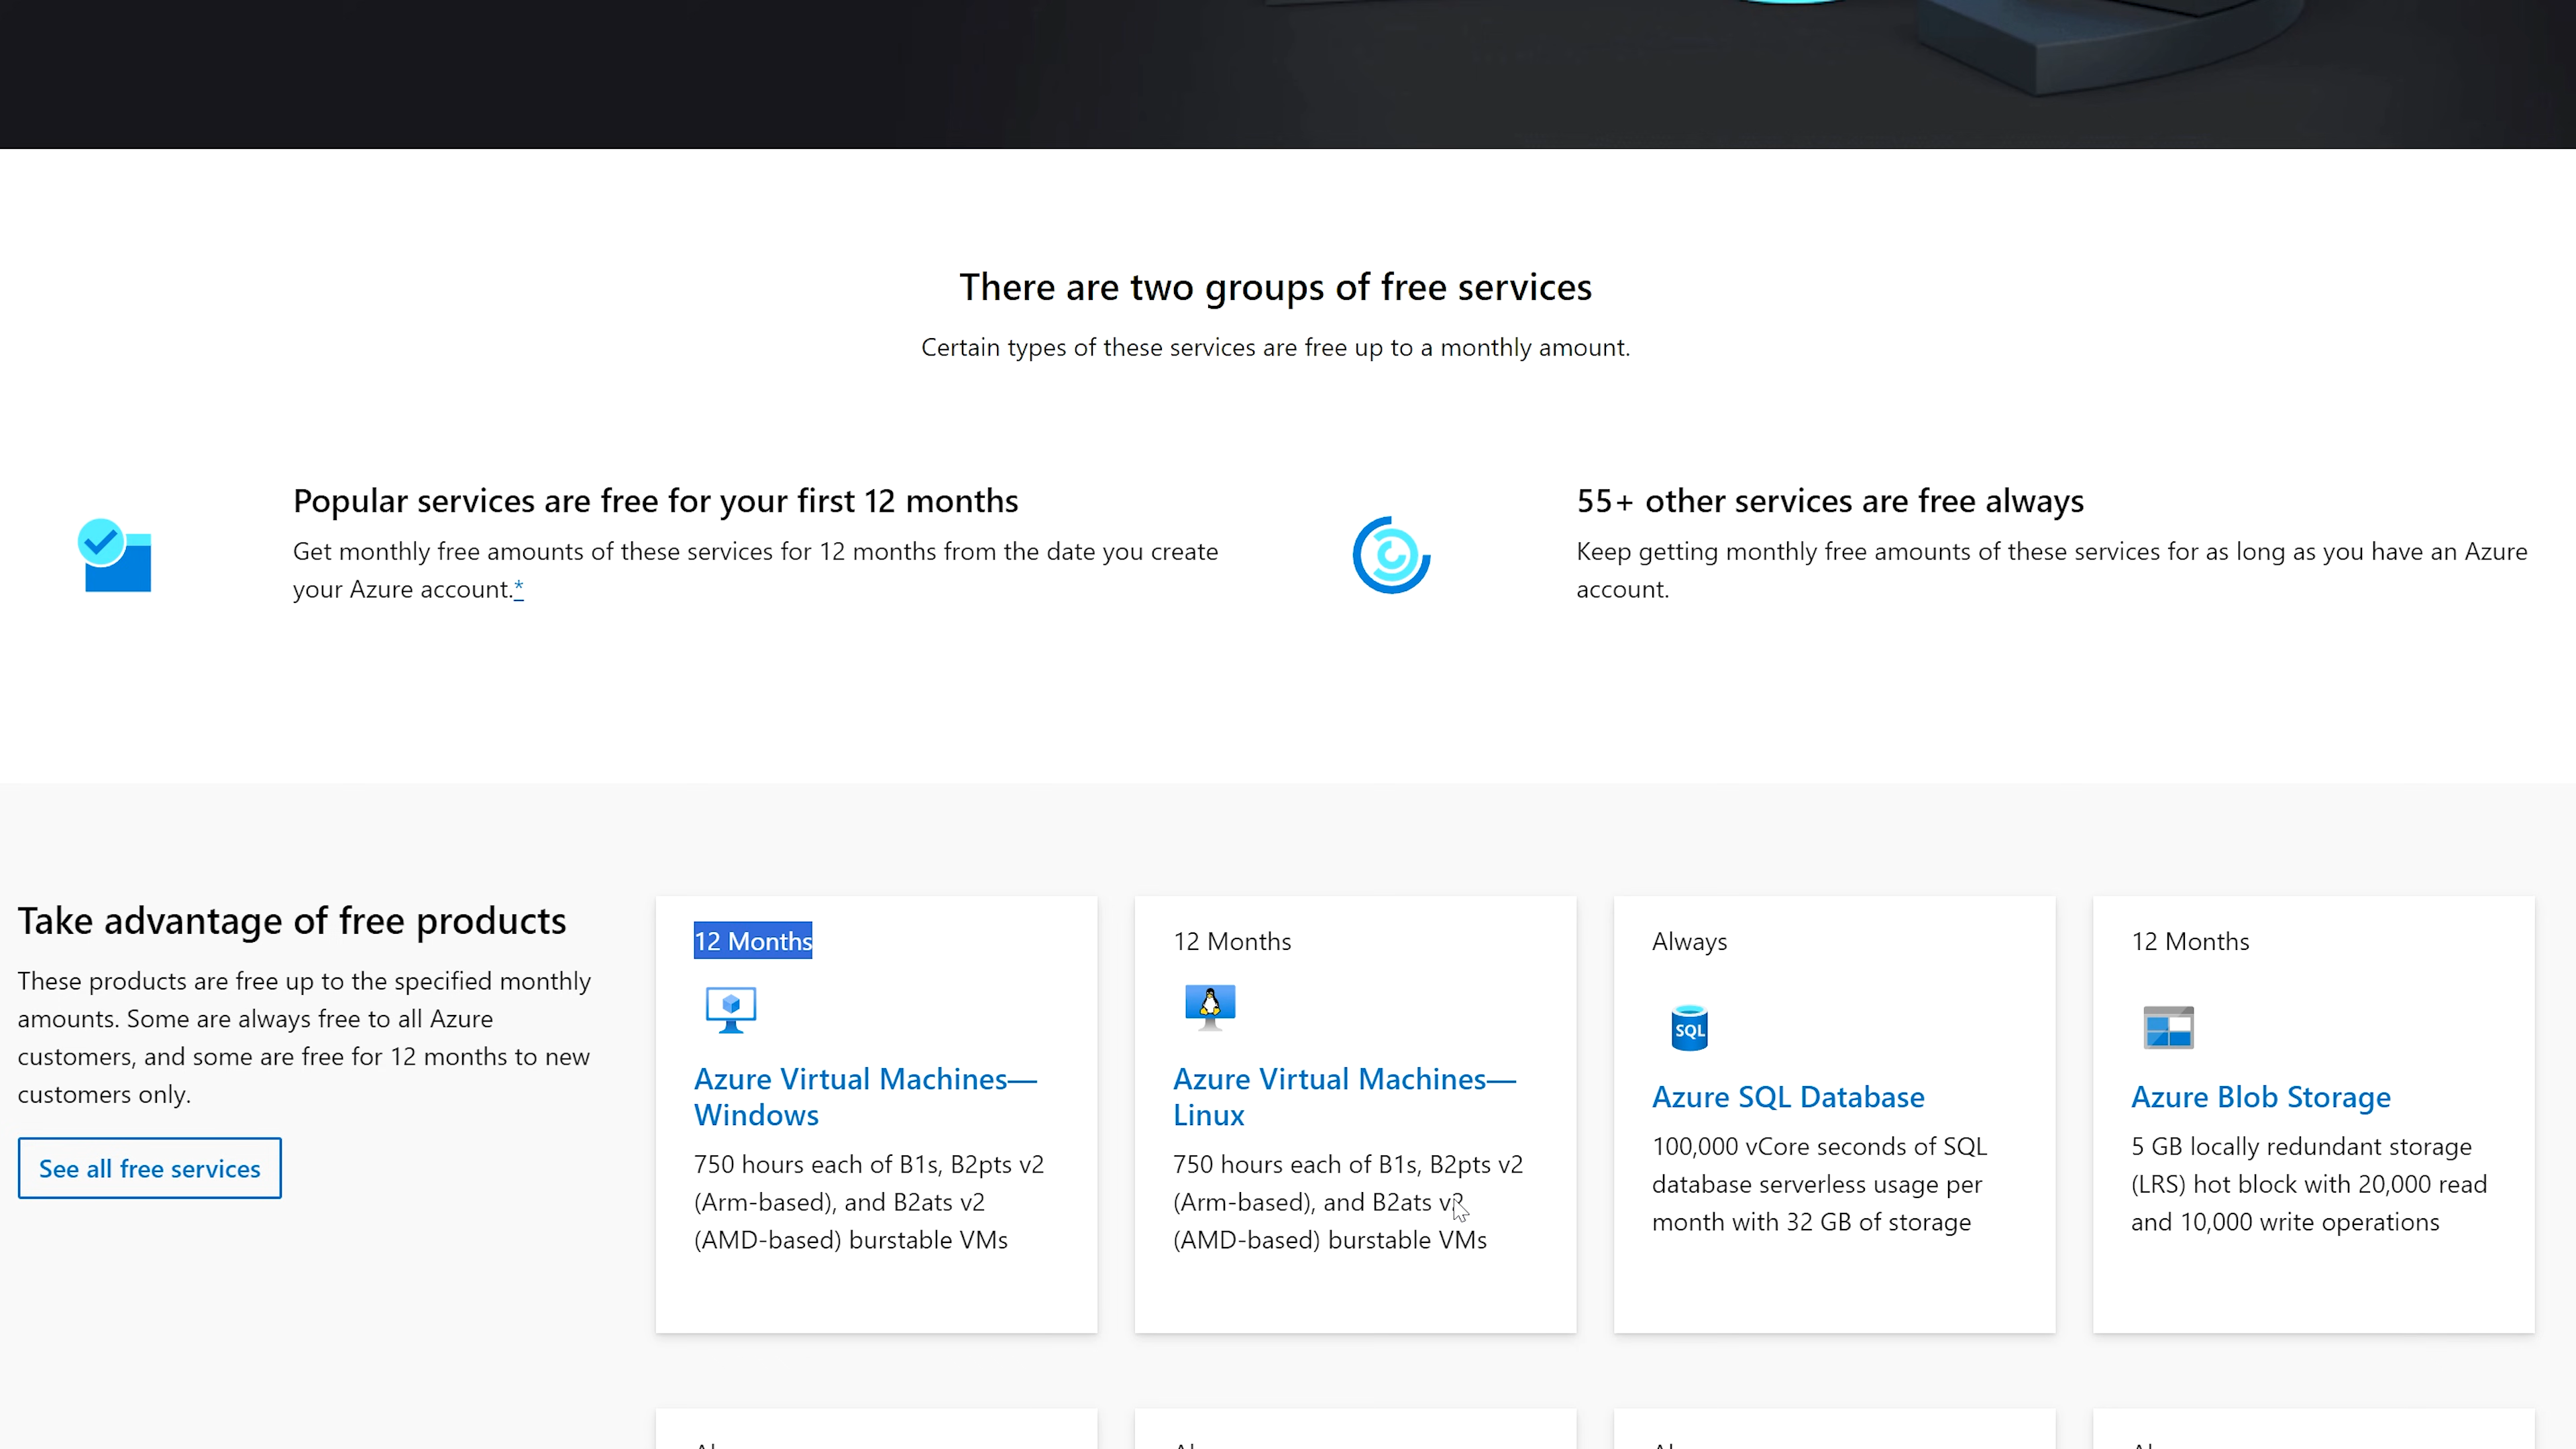 There are two groups of free services
Certain types of these services are free up to a monthly amount.
Popular services are free for your first 12 months
Get monthly free amounts of these services for 12 months from the date you create
your Azure account.*
55+ other services are free always
Keep getting monthly free amounts of these services for as long as you have an Azure
account.
Take advantage of free products
These products are free up to the specified monthly
amounts. Some are always free to all Azure
customers, and some are free for 12 months to new
customers only.
See all free services
12 Months
Azure Virtual Machines—
Windows
750 hours each of B1s, B2pts v2
(Arm-based), and B2ats v2
(AMD-based) burstable VMs
12 Months
Azure Virtual Machines—
Linux
750 hours each of B1s, B2pts v2
(Arm-based), and B2ats v2
(AMD-based) burstable VMs
Always
SQL
Azure SQL Database
100,000 vCore seconds of SQL
database serverless usage per
month with 32 GB of storage
12 Months
Azure Blob Storage
5 GB locally redundant storage
(LRS) hot block with 20,000 read
and 10,000 write operations